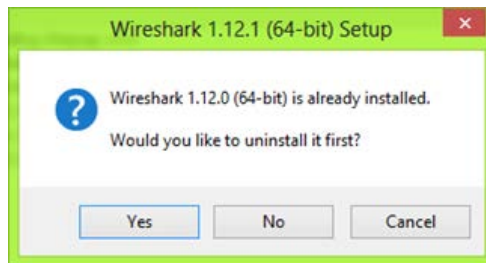 Wireshark 1.12.1 (64-bit) Setup
Wireshark 1.12.0 (64-bit) is already installed.
Would you like to uninstall it first?
Yes
No
Cancel